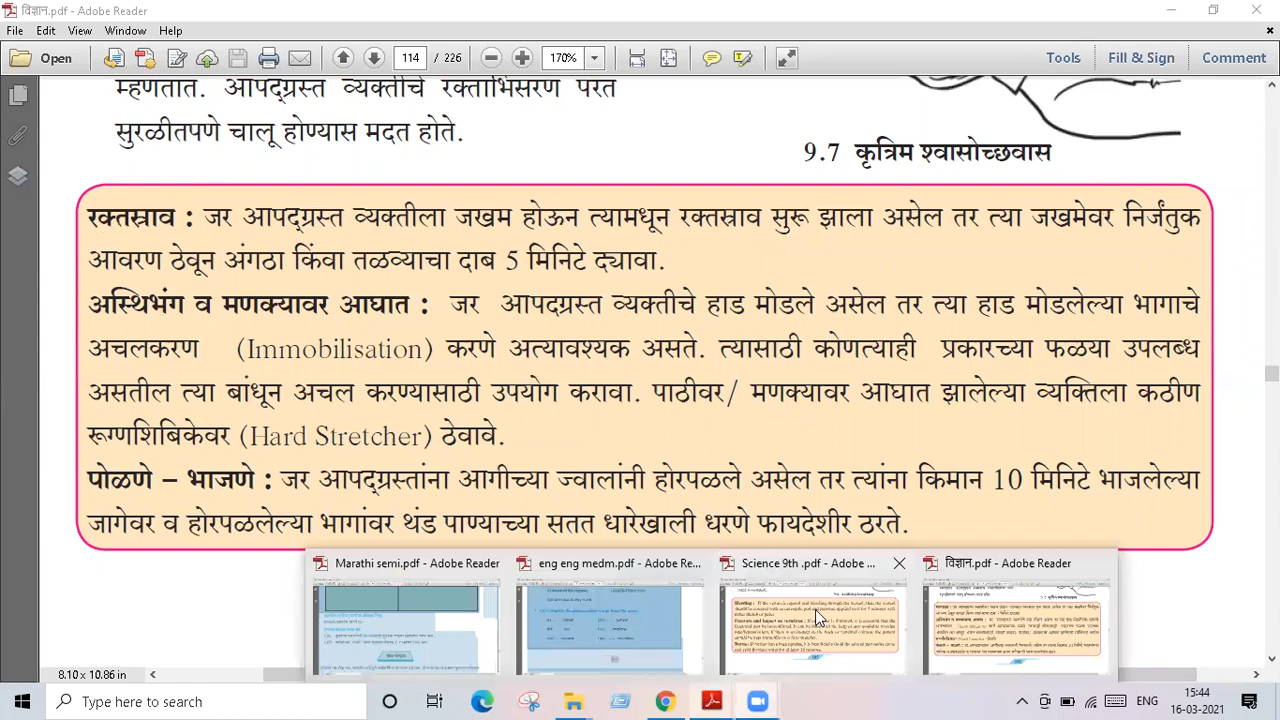 विज्ञान.pdf - Adobe Reader
File Edit View Window Help
Open 114 / 226 170% Tools Fill & Sign Comment
म्हणतात. आपद्ग्रस्त व्यक्तीचे रक्ताभिसरण परत
सुरळीतपणे चालू होण्यास मदत होते.
9.7 कृत्रिम श्वासोच्छवास
रक्तस्राव : जर आपद्ग्रस्त व्यक्तीला जखम होऊन त्यामधून रक्तस्राव सुरू झाला असेल तर त्या जखमेवर निर्जंतुक
आवरण ठेवून अंगठा किंवा तळव्याचा दाब 5 मिनिटे द्यावा.
अस्थिभंग व मणक्यावर आघात : जर आपदग्रस्त व्यक्तीचे हाड मोडले असेल तर त्या हाड मोडलेल्या भागाचे
अचलकरण (Immobilisation) करणे अत्यावश्यक असते. त्यासाठी कोणत्याही प्रकारच्या फळया उपलब्ध
असतील त्या बांधून अचल करण्यासाठी उपयोग करावा. पाठीवर/ मणक्यावर आघात झालेल्या व्यक्तिला कठीण
रूग्णशिबिकेवर (Hard Stretcher) ठेवावे.
पोळणे – भाजणे : जर आपद्ग्रस्तांना आगीच्या ज्वालांनी होरपळले असेल तर त्यांना किमान 10 मिनिटे भाजलेल्या
जागेवर व होरपळलेल्या भागांवर थंड पाण्याच्या सतत धारेखाली धरणे फायदेशीर ठरते.
Marathi semi.pdf - Adobe Reader eng eng medm.pdf - Adobe Re... Science 9th .pdf - Adobe ... विज्ञान.pdf - Adobe Reader
8.10 x 10.86 in
Type here to search ENG 15:44
16-03-2021